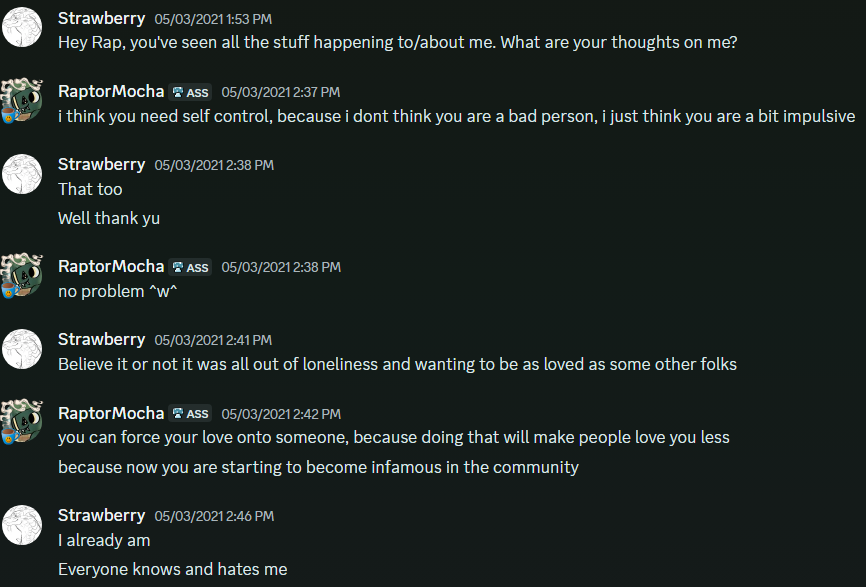 Strawberry 05/03/2021 1:53 PM
Hey Rap, you've seen all the stuff happening to/about me. What are your thoughts on me?
RaptorMocha ASS 05/03/2021 2:37 PM
i think you need self control, because i dont think you are a bad person, i just think you are a bit impulsive
Strawberry 05/03/2021 2:38 PM
That too
Well thank yu
RaptorMocha ASS 05/03/2021 2:38 PM
no problem ^w^
Strawberry 05/03/2021 2:41 PM
Believe it or not it was all out of loneliness and wanting to be as loved as some other folks
RaptorMocha ASS 05/03/2021 2:42 PM
you can force your love onto someone, because doing that will make people love you less
because now you are starting to become infamous in the community
Strawberry 05/03/2021 2:46 PM
I already am
Everyone knows and hates me